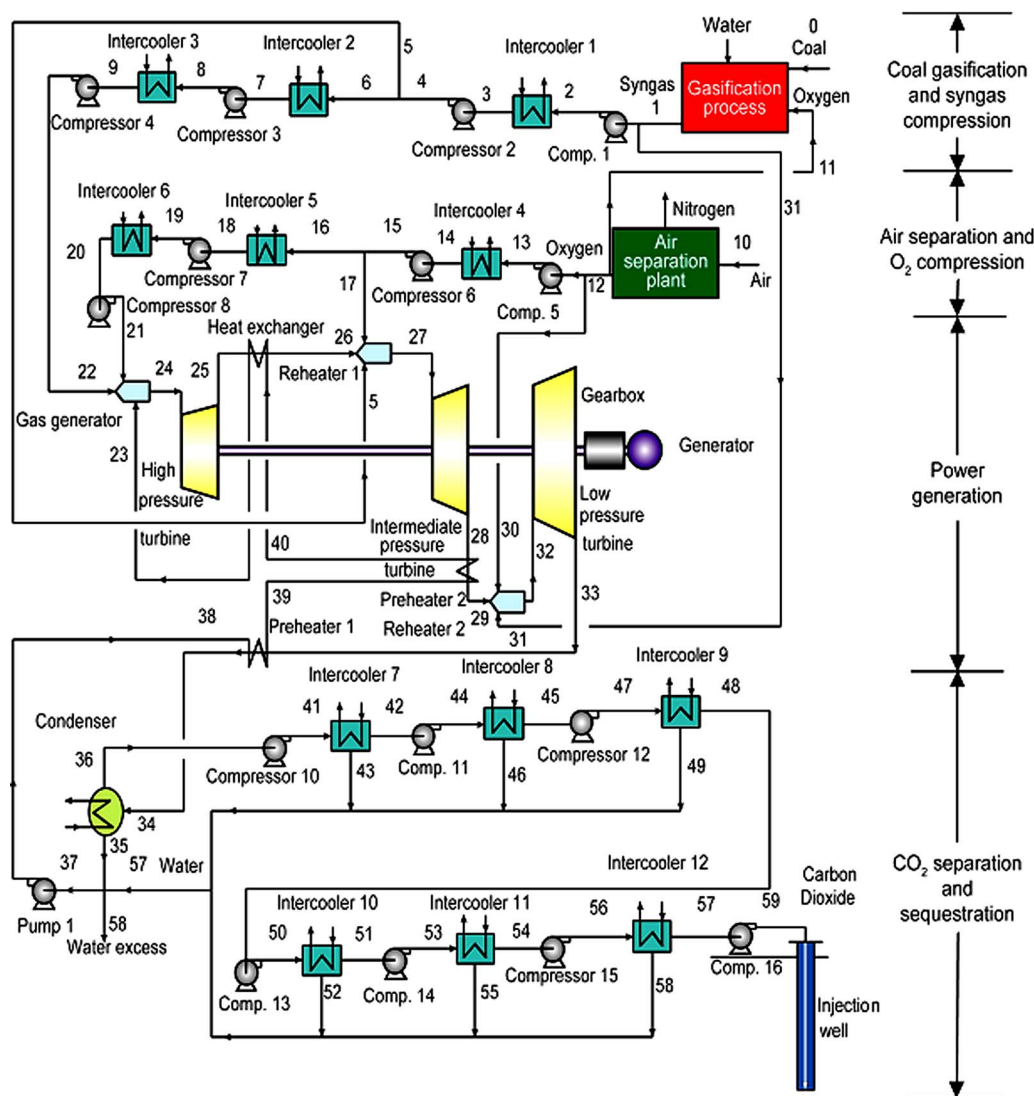 Water
0
Coal
5
Intercooler 3
Intercooler 2
Intercooler 1
Syngas
1
Gasification
process
Oxygen
9
8
7
6
4
3
2
Compressor 4
Compressor 3
Compressor 2
Comp. 1
11
31
Coal gasification
and syngas
compression
Intercooler 6
Intercooler 5
Intercooler 4
Nitrogen
20
19
18
16
15
14
13
Oxygen
12
Air
separation
plant
10
Air
Compressor 7
Compressor 6
Comp. 5
Compressor 8
17
21
Air separation and
O2 compression
Heat exchanger
22
24
25
26
27
Reheater 1
5
Gas generator
23
High
pressure
turbine
Gearbox
Generator
Low
pressure
turbine
Intermediate
pressure
turbine
28
30
32
33
40
39
38
Preheater 2
29
Reheater 2
31
Preheater 1
Power
generation
Intercooler 7
Intercooler 8
Intercooler 9
41
42
44
45
47
48
Condenser
36
Compressor 10
Comp. 11
Compressor 12
43
46
49
34
35
37
57
Water
Pump 1
58
Water excess
Intercooler 10
Intercooler 11
Intercooler 12
50
51
53
54
56
57
59
Carbon
Dioxide
Comp. 13
52
Comp. 14
55
Compressor 15
58
Comp. 16
Injection
well
CO2 separation
and
sequestration